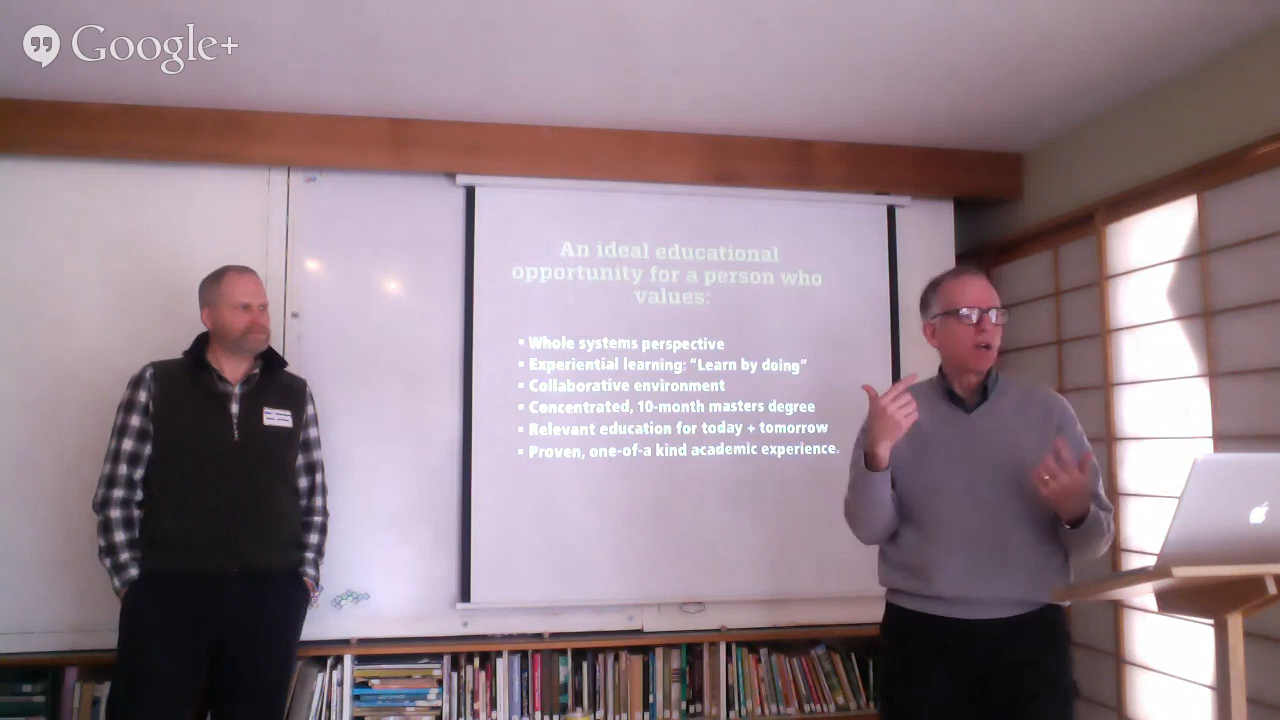 Google+
An ideal educational
opportunity for a person who
values:
▪ Whole systems perspective
▪ Experiential learning: “Learn by doing”
▪ Collaborative environment
▪ Concentrated, 10-month masters degree
▪ Relevant education for today + tomorrow
▪ Proven, one-of-a kind academic experience.